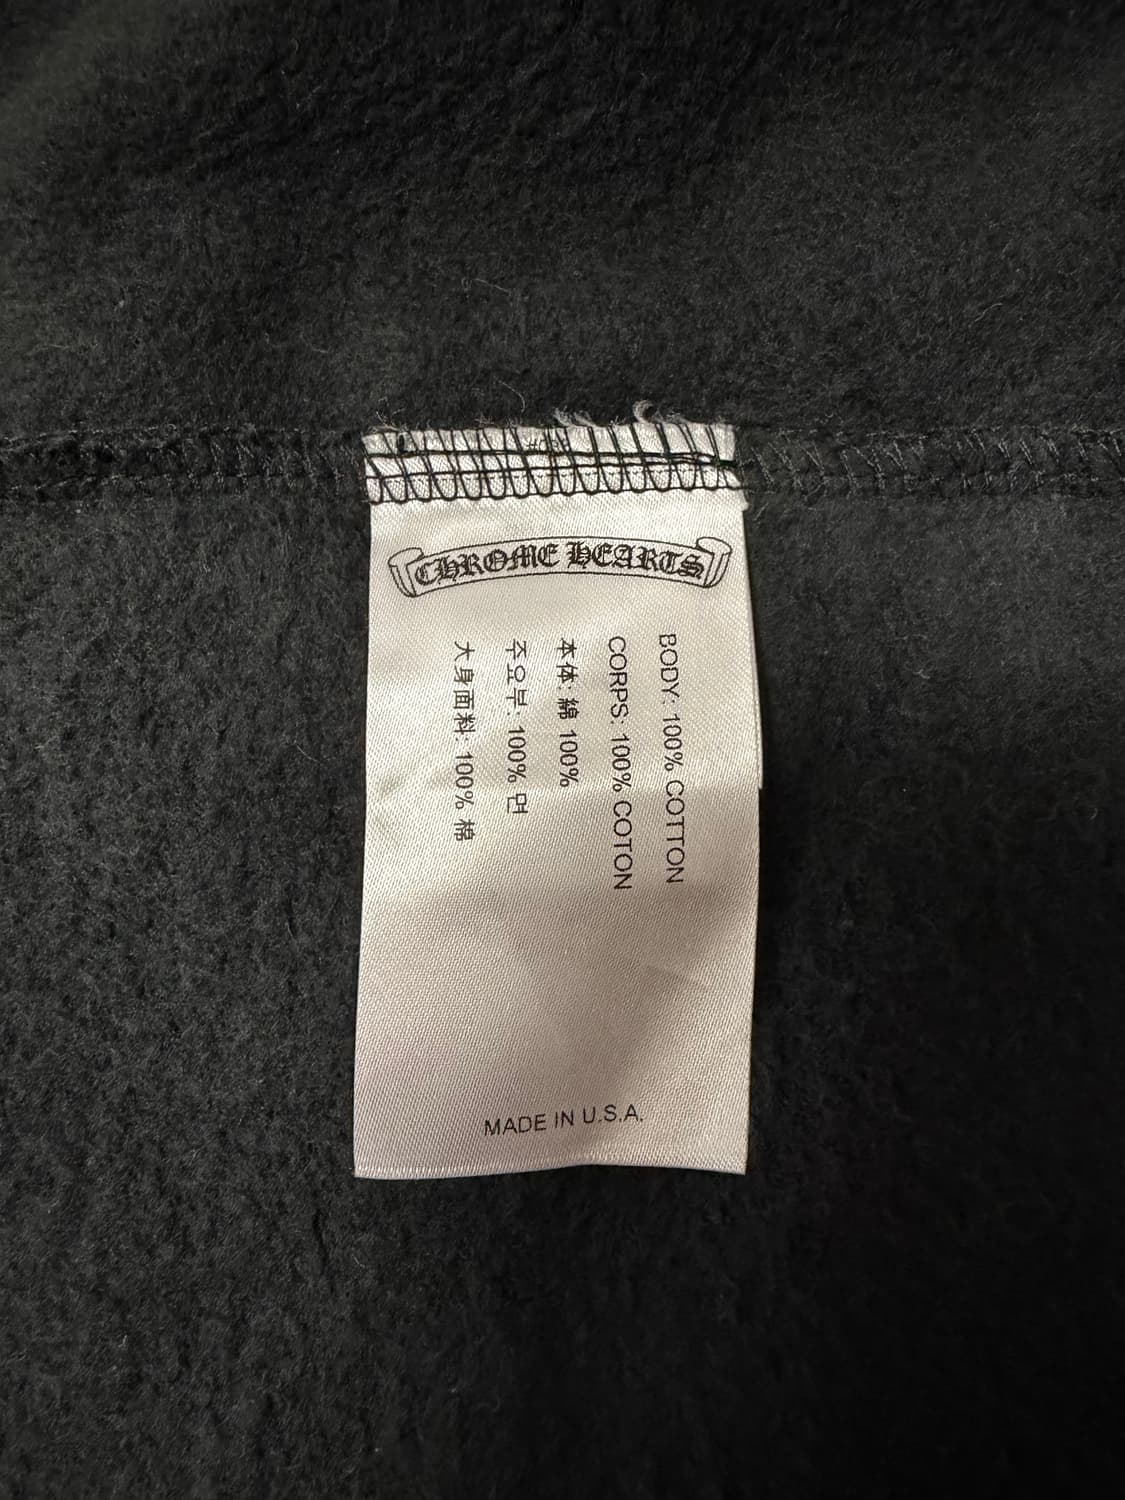 CHROME HEARTS
BODY: 100% COTTON
CORPS: 100% COTON
本体: 綿 100%
주요부: 100% 면
大身面料: 100% 棉
MADE IN U.S.A.